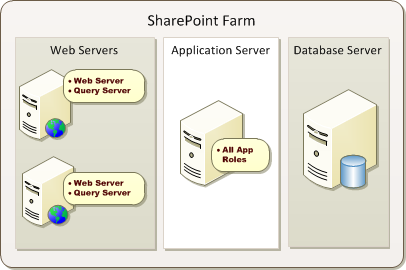 SharePoint Farm
Web Servers
• Web Server
• Query Server
• Web Server
• Query Server
Application Server
• All App
Roles
Database Server